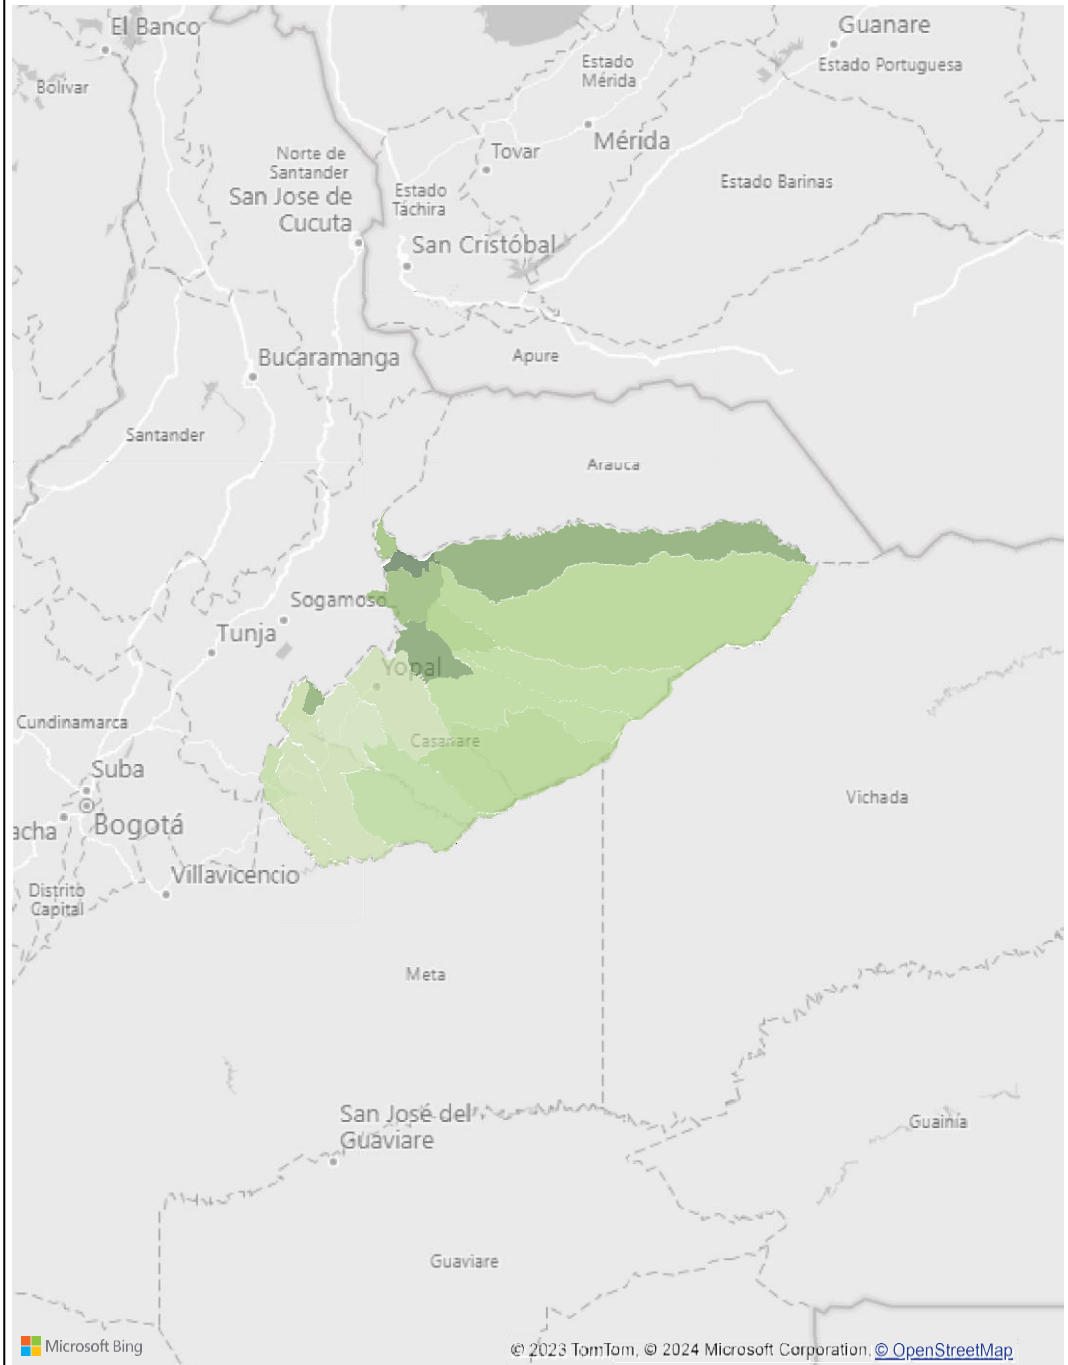 El Banco
Guanare
Estado
Mérida
Estado Portuguesa
Bolívar
Mérida
Tovar
Norte de
Santander
Estado Barinas
San Jose de
Cucuta
Estado
Táchira
San Cristóbal
Bucaramanga
Apure
Santander
Arauca
Sogamoso
Tunja
Yopal
Cundinamarca
Casanare
Suba
Vichada
acha
Bogotá
Villavicencio
Distrito
Capital
Meta
San José del
Guaviare
Guainía
Guaviare
Microsoft Bing
© 2023 TomTom, © 2024 Microsoft Corporation, © OpenStreetMap